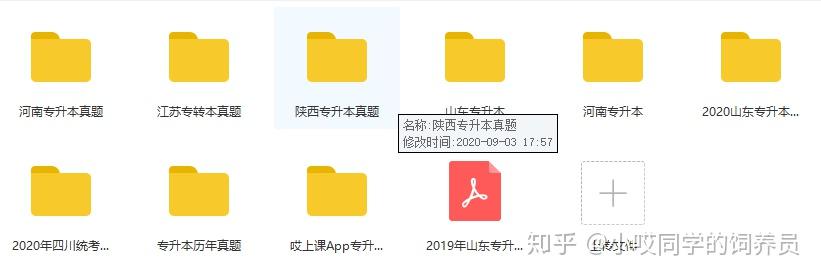 河南专升本真题
江苏专转本真题
陕西专升本真题
山东专升本
河南专升本
2020山东专升本...
名称:陕西专升本真题
修改时间:2020-09-03 17:57
2020年四川统考...
专升本历年真题
哎上课App专升...
2019年山东专升...
上传文件
知乎 @小哎同学的饲养员